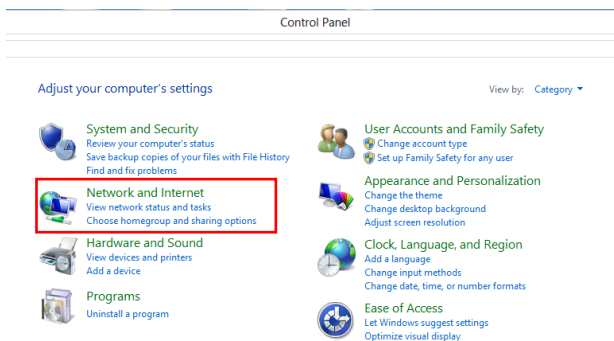 Control Panel
Adjust your computer's settings
View by: Category
System and Security
Review your computer's status
Save backup copies of your files with File History
Find and fix problems
Network and Internet
View network status and tasks
Choose homegroup and sharing options
Hardware and Sound
View devices and printers
Add a device
Programs
Uninstall a program
User Accounts and Family Safety
Change account type
Set up Family Safety for any user
Appearance and Personalization
Change the theme
Change desktop background
Adjust screen resolution
Clock, Language, and Region
Add a language
Change input methods
Change date, time, or number formats
Ease of Access
Let Windows suggest settings
Optimize visual display